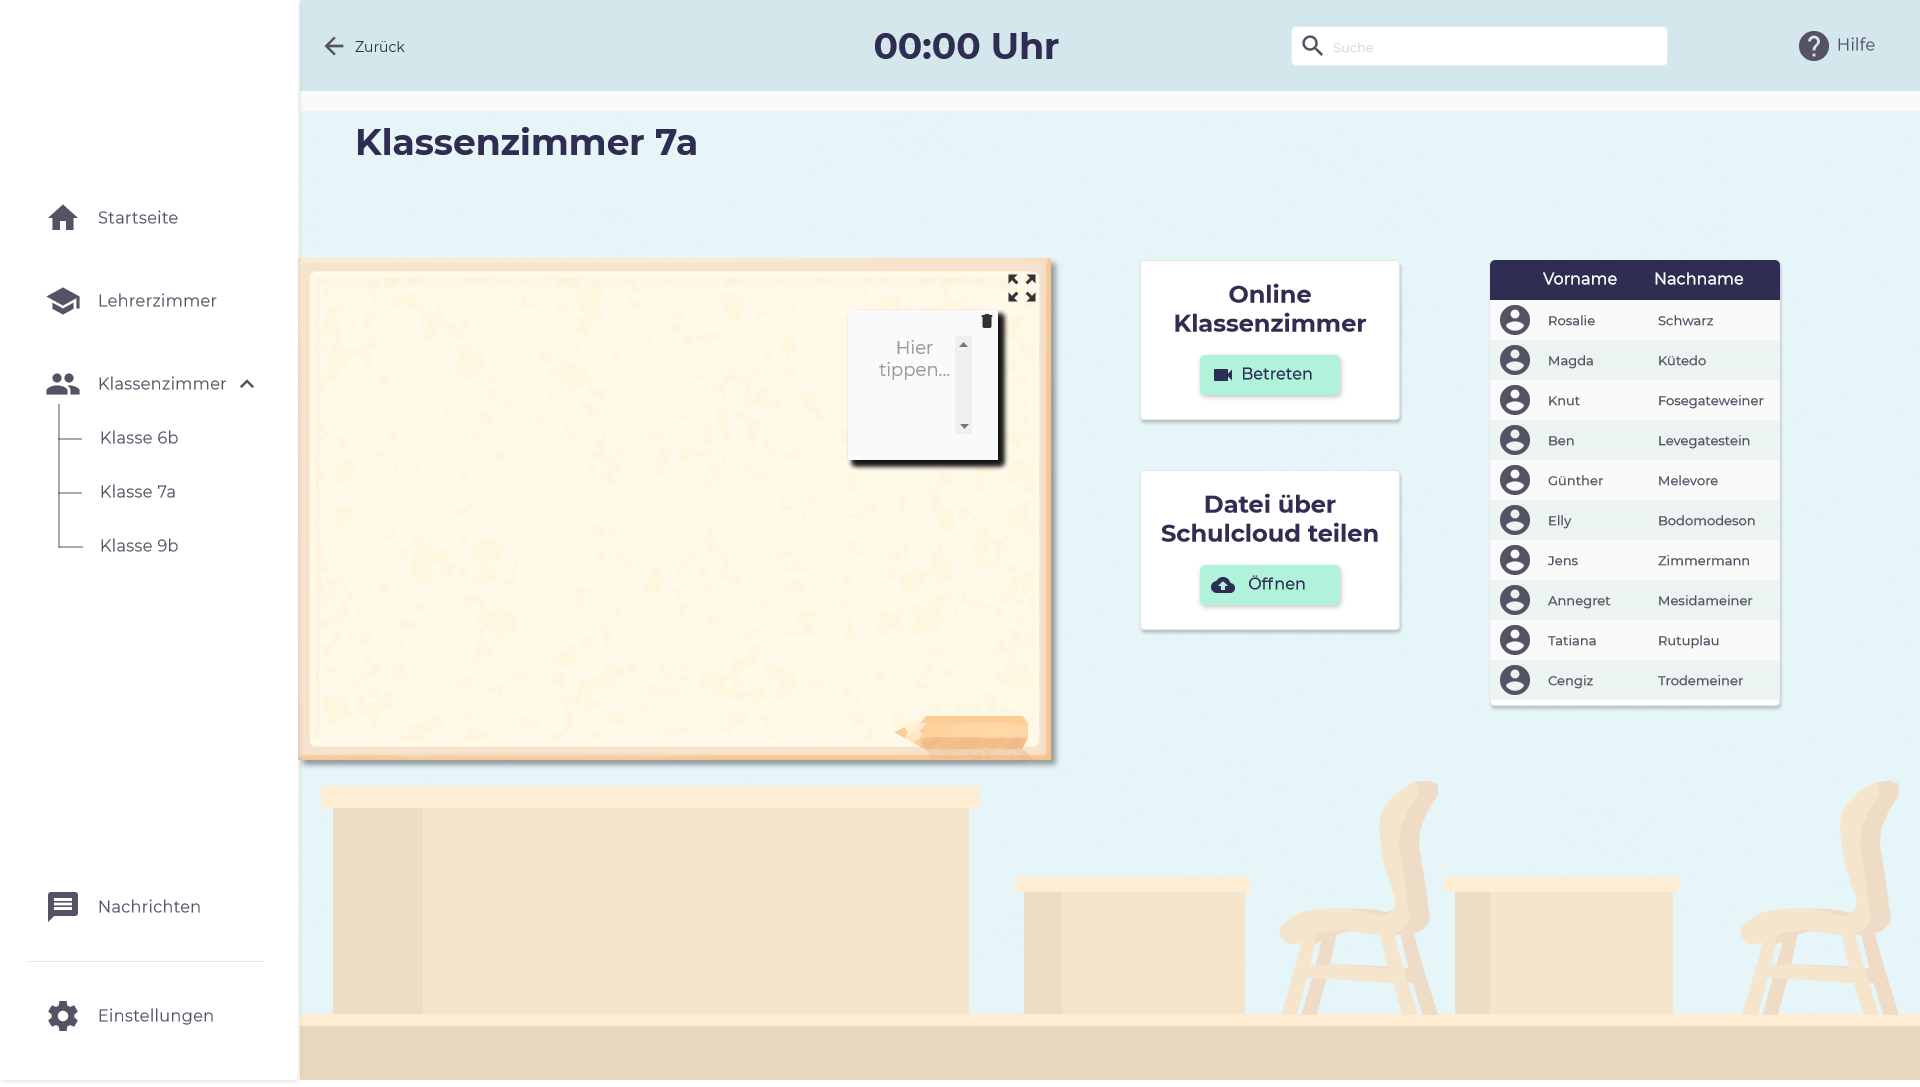 Zurück
00:00 Uhr
Suche
Hilfe
Klassenzimmer 7a
Startseite
Lehrerzimmer
Klassenzimmer
Klasse 6b
Klasse 7a
Klasse 9b
Nachrichten
Einstellungen
Hier
tippen...
Online
Klassenzimmer
Betreten
Datei über
Schulcloud teilen
Öffnen
Vorname Nachname
Rosalie Schwarz
Magda Kütedo
Knut Fosegateweiner
Ben Levegatestein
Günther Melevore
Elly Bodomodeson
Jens Zimmermann
Annegret Mesidameiner
Tatiana Rutuplau
Cengiz Trodemeiner